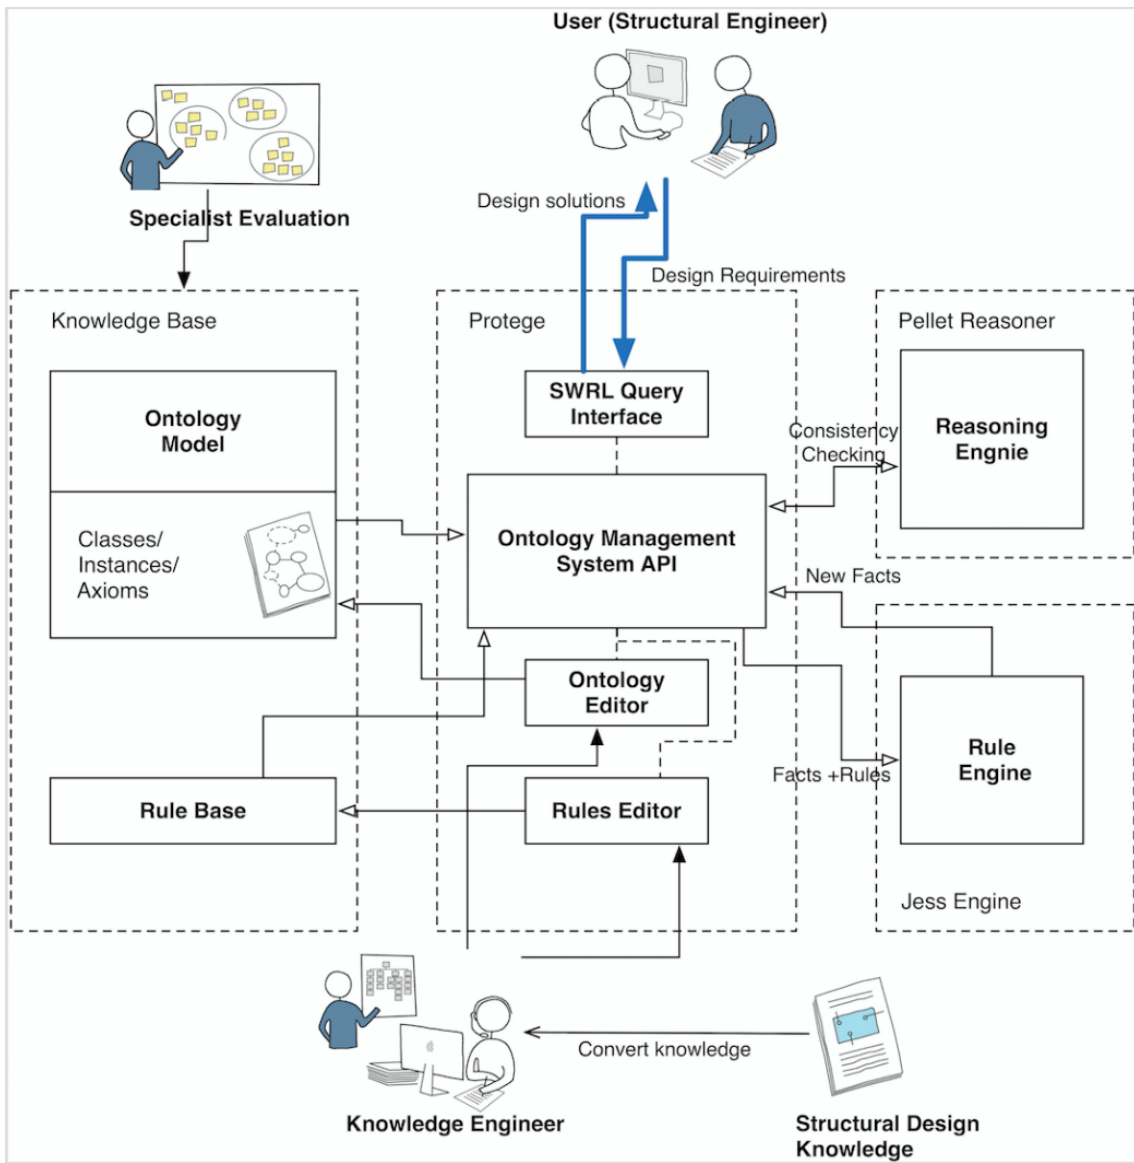 User (Structural Engineer)
Specialist Evaluation
Design solutions
Design Requirements
Knowledge Base
Ontology
Model
Classes/
Instances/
Axioms
Rule Base
Protege
SWRL Query
Interface
Ontology Management
System API
Ontology
Editor
Rules Editor
Consistency
Checking
Pellet Reasoner
Reasoning
Engnie
New Facts
Facts +Rules
Rule
Engine
Jess Engine
Convert knowledge
Knowledge Engineer
Structural Design
Knowledge